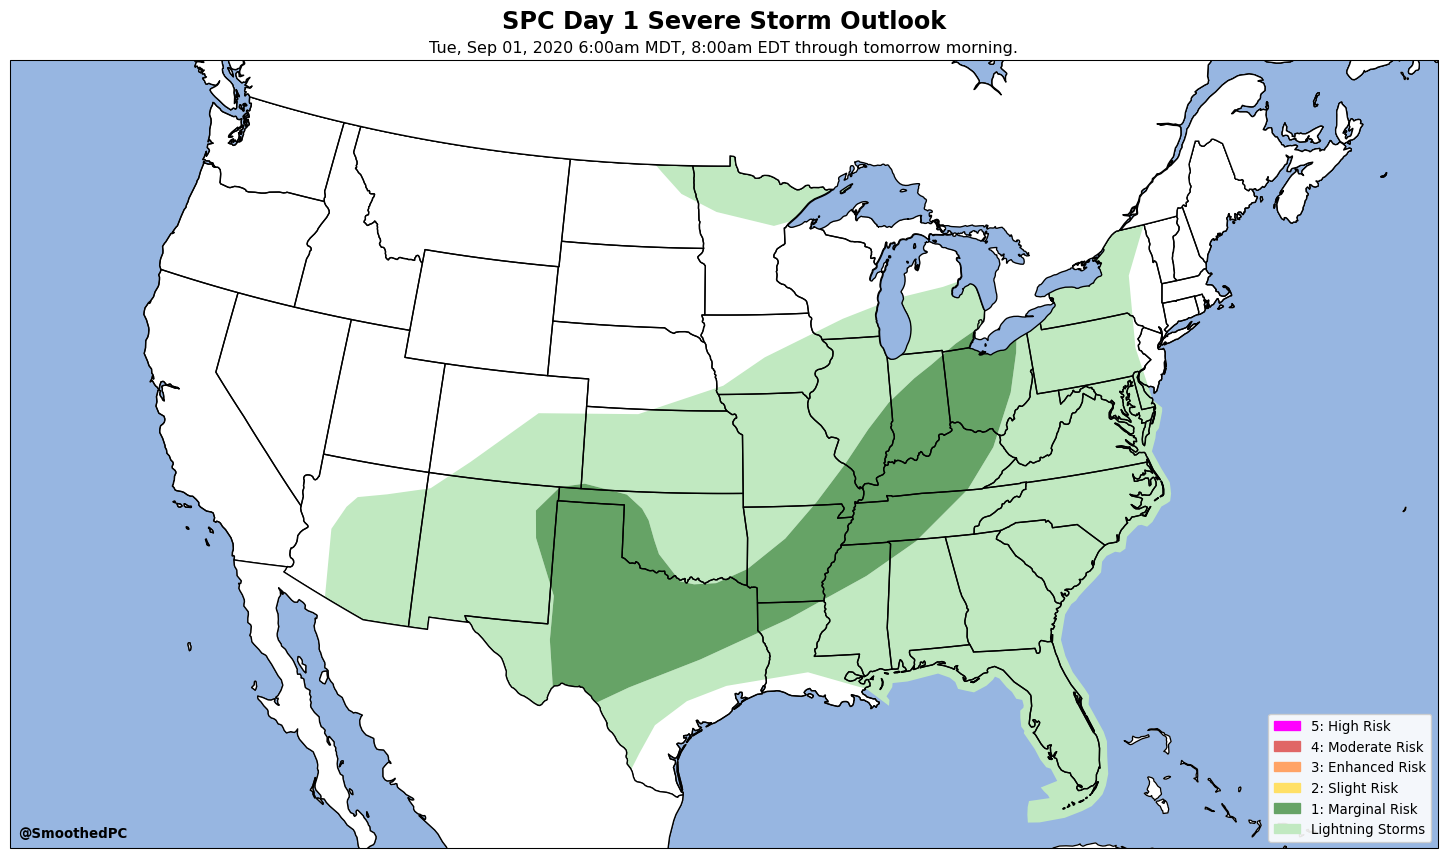 SPC Day 1 Severe Storm Outlook
Tue, Sep 01, 2020 6:00am MDT, 8:00am EDT through tomorrow morning.
5: High Risk
4: Moderate Risk
3: Enhanced Risk
2: Slight Risk
1: Marginal Risk
Lightning Storms
@SmoothedPC